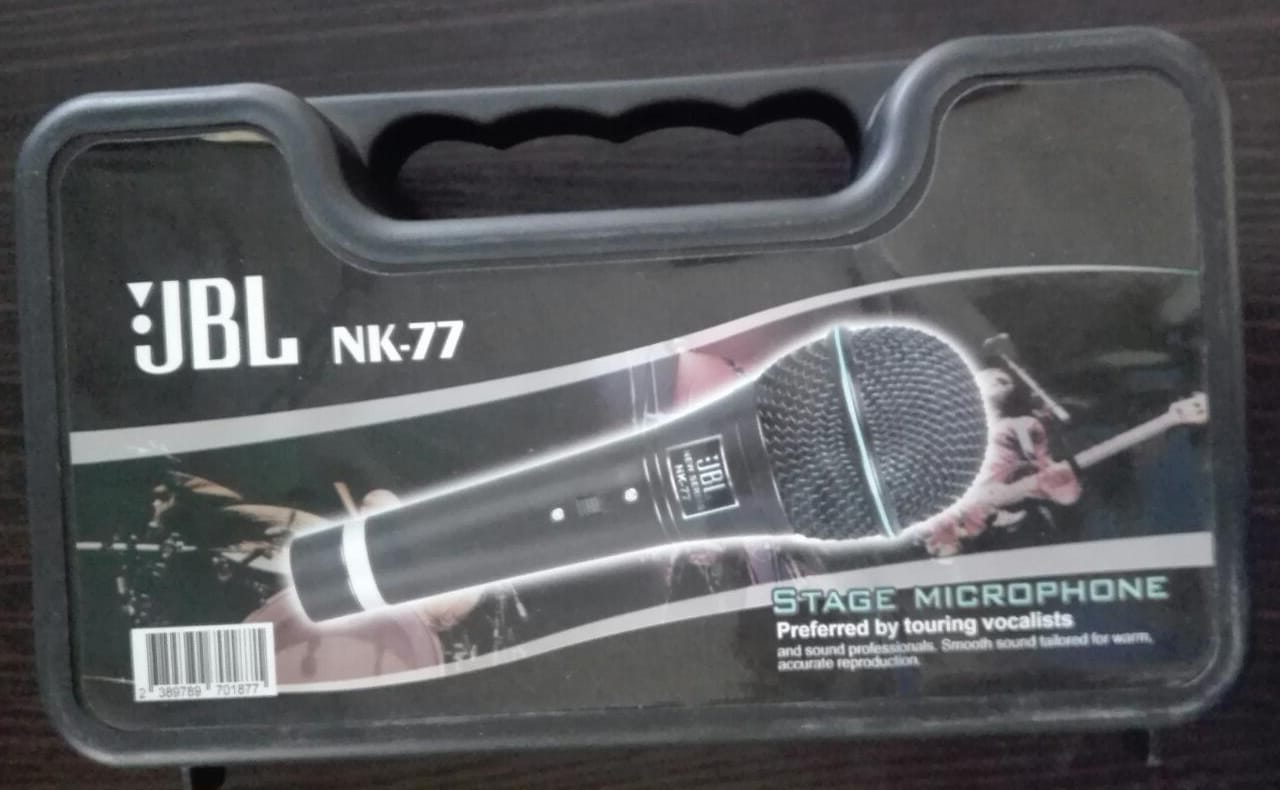 JBL NK-77
JBL
NK-77
STAGE MICROPHONE
Preferred by touring vocalists
and sound professionals. Smooth sound tailored for warm,
accurate reproduction.
2 389789 701877